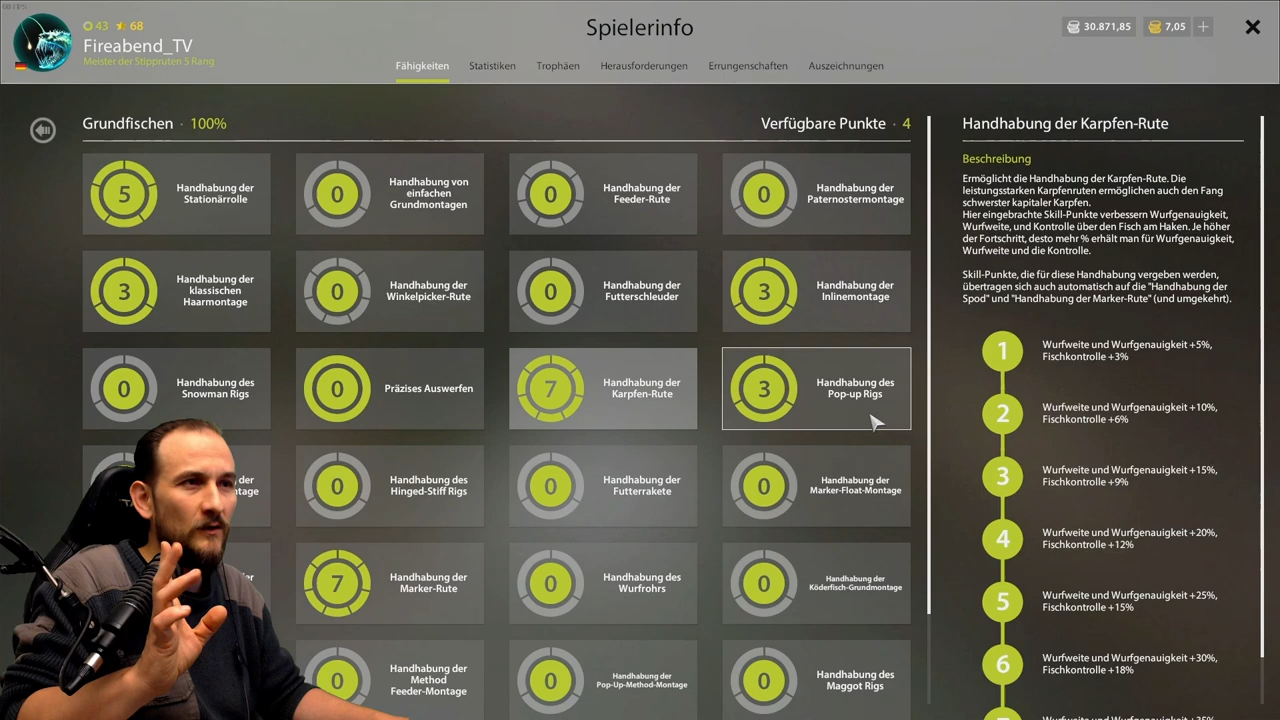 68 FPS
43 68
Fireabend_TV
Meister der Stippruten 5 Rang
Spielerinfo
30.871,85
7,05
Fähigkeiten
Statistiken
Trophäen
Herausforderungen
Errungenschaften
Auszeichnungen
Grundfischen · 100%
Verfügbare Punkte · 4
5
Handhabung der
Stationärrolle
0
Handhabung von
einfachen
Grundmontagen
0
Handhabung der
Feeder-Rute
0
Handhabung der
Paternostermontage
3
Handhabung der
klassischen
Haarmontage
0
Handhabung der
Winkelpicker-Rute
0
Handhabung der
Futterschleuder
3
Handhabung der
Inlinemontage
0
Handhabung des
Snowman Rigs
0
Präzises Auswerfen
7
Handhabung der
Karpfen-Rute
3
Handhabung des
Pop-up Rigs
0
Handhabung des
Hinged-Stiff Rigs
0
Handhabung der
Futterrakete
0
Handhabung der
Marker-Float-Montage
7
Handhabung der
Marker-Rute
0
Handhabung des
Wurfrohrs
0
Handhabung der
Köderfisch-Grundmontage
0
Handhabung der
Method
Feeder-Montage
0
Handhabung der
Pop-Up-Method-Montage
0
Handhabung des
Maggot Rigs
Handhabung der Karpfen-Rute
Beschreibung
Ermöglicht die Handhabung der Karpfen-Rute. Die
leistungsstarken Karpfenruten ermöglichen auch den Fang
schwerster kapitaler Karpfen.
Hier eingebrachte Skill-Punkte verbessern Wurfgenauigkeit,
Wurfweite, und Kontrolle über den Fisch am Haken. Je höher
der Fortschritt, desto mehr % erhält man für Wurfgenauigkeit,
Wurfweite und die Kontrolle.
Skill-Punkte, die für diese Handhabung vergeben werden,
übertragen sich auch automatisch auf die "Handhabung der
Spod" und "Handhabung der Marker-Rute" (und umgekehrt).
1
Wurfweite und Wurfgenauigkeit +5%,
Fischkontrolle +3%
2
Wurfweite und Wurfgenauigkeit +10%,
Fischkontrolle +6%
3
Wurfweite und Wurfgenauigkeit +15%,
Fischkontrolle +9%
4
Wurfweite und Wurfgenauigkeit +20%,
Fischkontrolle +12%
5
Wurfweite und Wurfgenauigkeit +25%,
Fischkontrolle +15%
6
Wurfweite und Wurfgenauigkeit +30%,
Fischkontrolle +18%